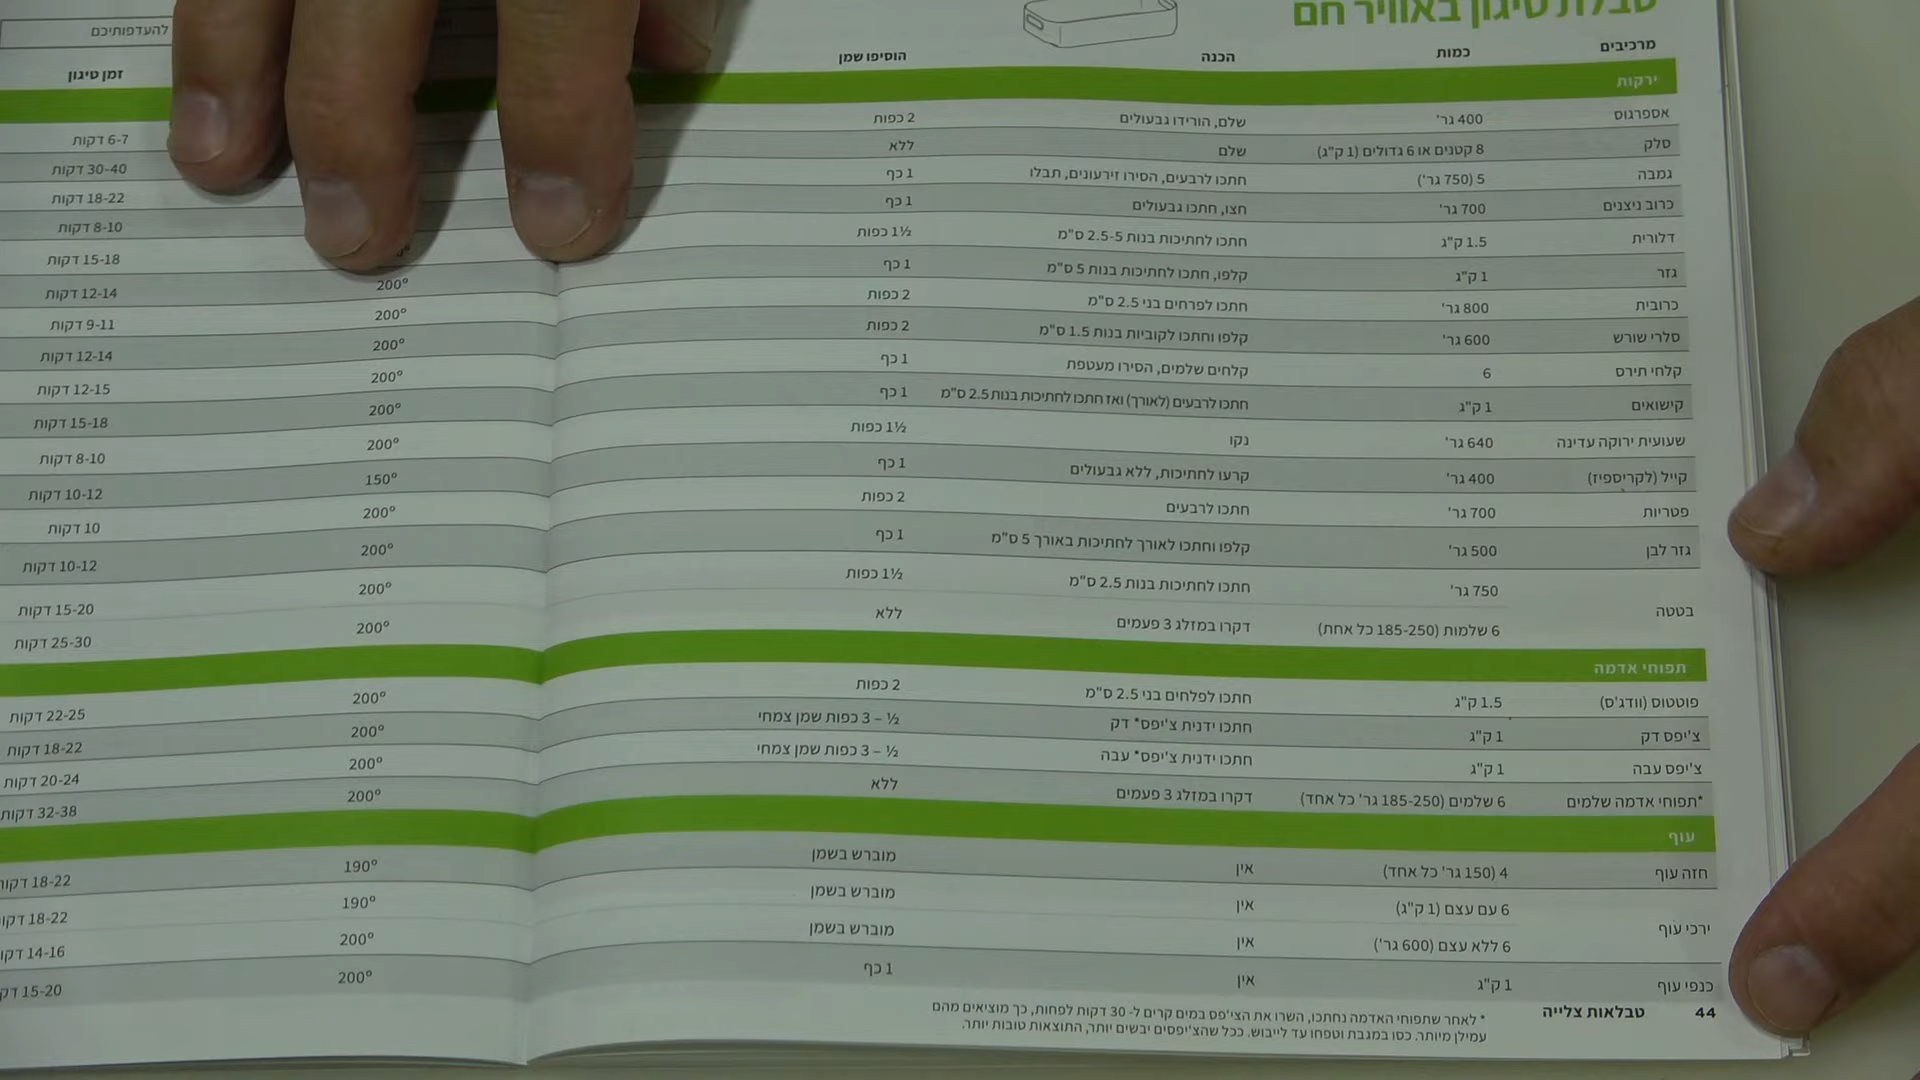 טבלת טיגון באוויר חם
מרכיבים כמות הכנה הוסיפו שמן זמן טיגון
להעדפותיכם
ירקות
אספרגוס 400 גר' שלם, הורידו גבעולים 2 כפות 6-7 דקות
סלק 8 קטנים או 6 גדולים (1 ק"ג) שלם ללא 30-40 דקות
גמבה 5 (750 גר') חתכו לרבעים, הסירו זירעונים, תבלו 1 כף 18-22 דקות
כרוב ניצנים 700 גר' חצו, חתכו גבעולים 1 כף 8-10 דקות
דלורית 1.5 ק"ג חתכו לחתיכות בנות 2.5-5 ס"מ 1½ כפות 15-18 דקות
גזר 1 ק"ג קלפו, חתכו לחתיכות בנות 5 ס"מ 1 כף 200° 12-14 דקות
כרובית 800 גר' חתכו לפרחים בני 2.5 ס"מ 2 כפות 200° 9-11 דקות
סלרי שורש 600 גר' קלפו וחתכו לקוביות בנות 1.5 ס"מ 2 כפות 200° 12-14 דקות
קלחי תירס 6 קלחים שלמים, הסירו מעטפת 1 כף 200° 12-15 דקות
קישואים 1 ק"ג חתכו לרבעים (לאורך) ואז חתכו לחתיכות בנות 2.5 ס"מ 1 כף 200° 15-18 דקות
שעועית ירוקה עדינה 640 גר' נקו 1½ כפות 200° 8-10 דקות
קייל (לקריספיז) 400 גר' קרעו לחתיכות, ללא גבעולים 1 כף 150° 10-12 דקות
פטריות 700 גר' חתכו לרבעים 2 כפות 200° 10 דקות
גזר לבן 500 גר' קלפו וחתכו לאורך לחתיכות באורך 5 ס"מ 1 כף 200° 10-12 דקות
בטטה 750 גר' חתכו לחתיכות בנות 2.5 ס"מ 1½ כפות 200° 15-20 דקות
6 שלמות (185-250 כל אחת) דקרו במזלג 3 פעמים ללא 200° 25-30 דקות
תפוחי אדמה
פוטטוס (וודג'ס) 1.5 ק"ג חתכו לפלחים בני 2.5 ס"מ 2 כפות 200° 22-25 דקות
צ'יפס דק 1 ק"ג חתכו ידנית צ'יפס* דק ½ – 3 כפות שמן צמחי 200° 18-22 דקות
צ'יפס עבה 1 ק"ג חתכו ידנית צ'יפס* עבה ½ – 3 כפות שמן צמחי 200° 20-24 דקות
*תפוחי אדמה שלמים 6 שלמים (185-250 גר' כל אחד) דקרו במזלג 3 פעמים ללא 200° 32-38 דקות
עוף
חזה עוף 4 (150 גר' כל אחד) אין מוברש בשמן 190° 18-22
ירכי עוף 6 עם עצם (1 ק"ג) אין מוברש בשמן 190° 18-22
6 ללא עצם (600 גר') אין מוברש בשמן 200° 14-16
כנפי עוף 1 ק"ג אין 1 כף 200° 15-20
* לאחר שתפוחי האדמה נחתכו, השרו את הצי'פס במים קרים ל- 30 דקות לפחות, כך מוציאים מהם
עמילן מיותר. כסו במגבת וטפחו עד לייבוש. ככל שהצ'יפסים יבשים יותר, התוצאות טובות יותר.
44 טבלאות צלייה